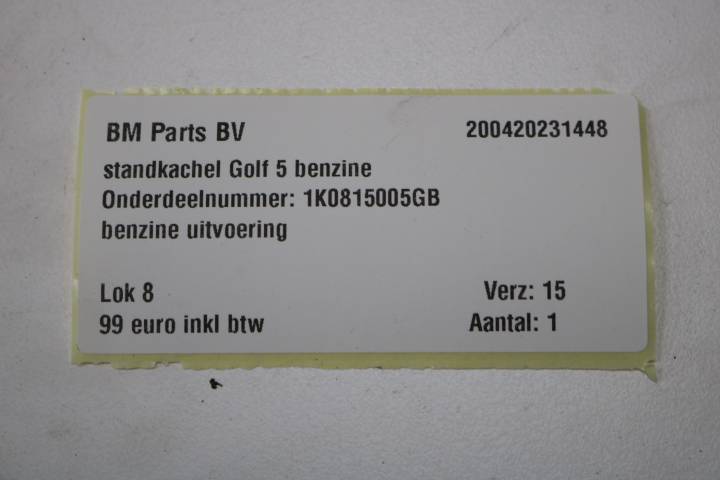 BM Parts BV 200420231448
standkachel Golf 5 benzine
Onderdeelnummer: 1K0815005GB
benzine uitvoering
Lok 8 Verz: 15
99 euro inkl btw Aantal: 1